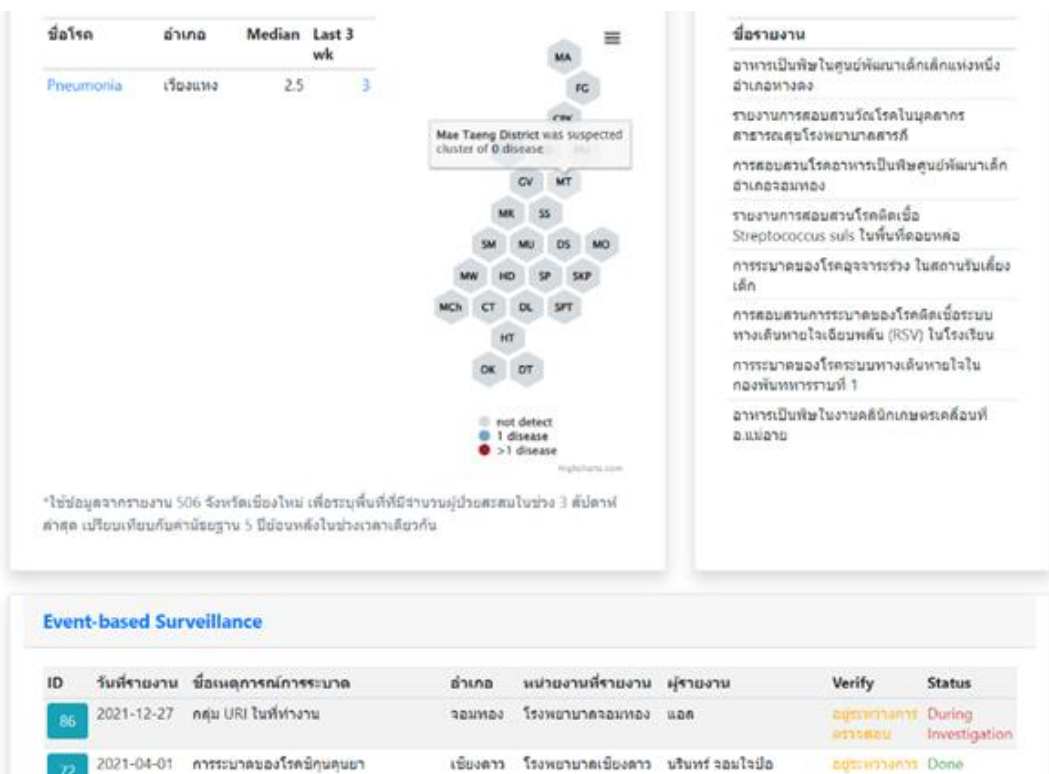 ชื่อโรค อำเภอ Median Last 3 wk
Pneumonia เวียงแหง 2.5 3
MA
FG
Mae Taeng District was suspected
cluster of 0 disease
GV MT
MR SS
SM MU DS MO
MW HD SP SKP
MCh CT DL SPT
HT
OK DT
not detect
1 disease
>1 disease
Highcharts.com
*ใช้ข้อมูลจากรายงาน 506 จังหวัดเชียงใหม่ เพื่อระบุพื้นที่ที่มีจำนวนผู้ป่วยสะสมในช่วง 3 สัปดาห์
ล่าสุด เปรียบเทียบกับค่ามัธยฐาน 5 ปีย้อนหลังในช่วงเวลาเดียวกัน
ชื่อรายงาน
อาหารเป็นพิษในศูนย์พัฒนาเด็กเล็กแห่งหนึ่ง
อำเภอหางดง
รายงานการสอบสวนวัณโรคในบุคลากร
สาธารณสุขโรงพยาบาลสารภี
การสอบสวนโรคอาหารเป็นพิษศูนย์พัฒนาเด็ก
อำเภอจอมทอง
รายงานการสอบสวนโรคติดเชื้อ
Streptococcus suis ในพื้นที่ดอยหล่อ
การระบาดของโรคอุจจาระร่วง ในสถานรับเลี้ยง
เด็ก
การสอบสวนการระบาดของโรคติดเชื้อระบบ
ทางเดินหายใจเฉียบพลัน (RSV) ในโรงเรียน
การระบาดของโรคระบบทางเดินหายใจใน
กองพันทหารราบที่ 1
อาหารเป็นพิษในงานคลินิกเกษตรเคลื่อนที่
อ.แม่อาย
Event-based Surveillance
ID วันที่รายงาน ชื่อเหตุการณ์การระบาด อำเภอ หน่วยงานที่รายงาน ผู้รายงาน Verify Status
86 2021-12-27 กลุ่ม URI ในที่ทำงาน จอมทอง โรงพยาบาลจอมทอง แอล อยู่ระหว่างการ During
ตรวจสอบ Investigation
72 2021-04-01 การระบาดของโรคชิกุนคุนยา เชียงดาว โรงพยาบาลเชียงดาว นรินทร์ จอมใจป้อ อยู่ระหว่างการ Done